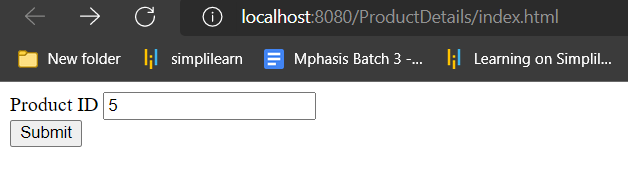 localhost:8080/ProductDetails/index.html
New folder simplilearn Mphasis Batch 3 -... Learning on Simplil...
Product ID 5
Submit